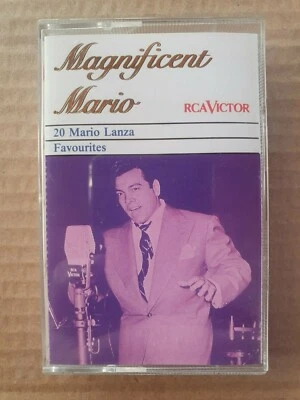 Magnificent
Mario
RCA VICTOR
20 Mario Lanza
Favourites